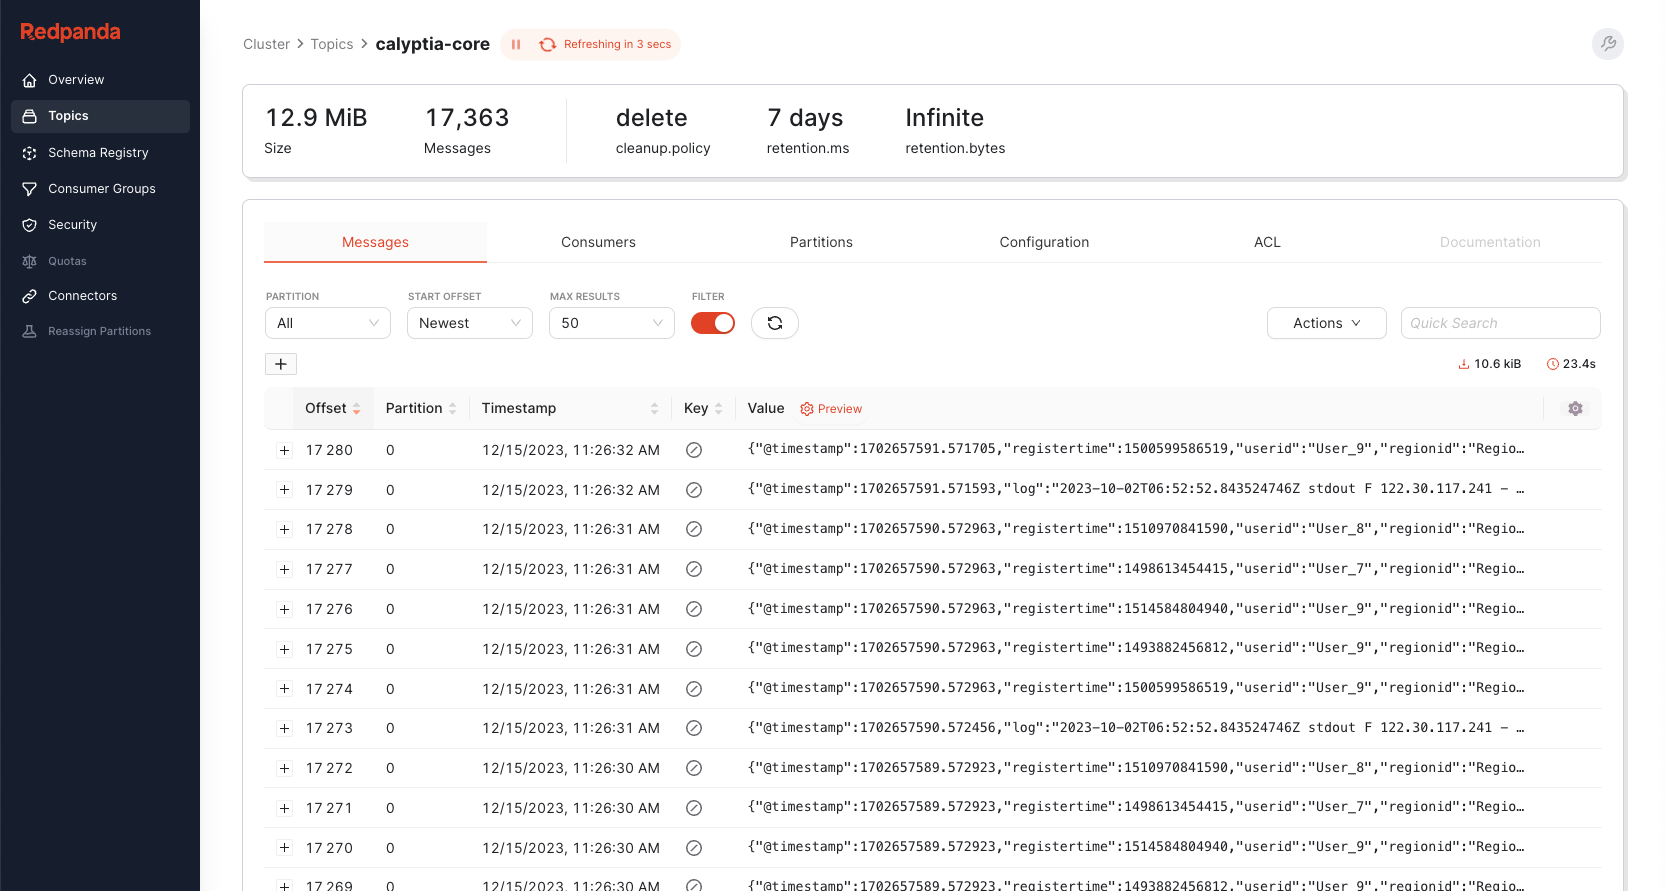 Redpanda
Overview
Topics
Schema Registry
Consumer Groups
Security
Quotas
Connectors
Reassign Partitions
Cluster > Topics > calyptia-core Refreshing in 3 secs
12.9 MiB 17,363 delete 7 days Infinite
Size Messages cleanup.policy retention.ms retention.bytes
Messages Consumers Partitions Configuration ACL Documentation
PARTITION START OFFSET MAX RESULTS FILTER
All Newest 50 Actions Quick Search
+ 10.6 kiB 23.4s
Offset Partition Timestamp Key Value Preview
+ 17 280 0 12/15/2023, 11:26:32 AM {"@timestamp":1702657591.571705,"registertime":1500599586519,"userid":"User_9","regionid":"Regio…
+ 17 279 0 12/15/2023, 11:26:32 AM {"@timestamp":1702657591.571593,"log":"2023-10-02T06:52:52.843524746Z stdout F 122.30.117.241 - …
+ 17 278 0 12/15/2023, 11:26:31 AM {"@timestamp":1702657590.572963,"registertime":1510970841590,"userid":"User_8","regionid":"Regio…
+ 17 277 0 12/15/2023, 11:26:31 AM {"@timestamp":1702657590.572963,"registertime":1498613454415,"userid":"User_7","regionid":"Regio…
+ 17 276 0 12/15/2023, 11:26:31 AM {"@timestamp":1702657590.572963,"registertime":1514584804940,"userid":"User_9","regionid":"Regio…
+ 17 275 0 12/15/2023, 11:26:31 AM {"@timestamp":1702657590.572963,"registertime":1493882456812,"userid":"User_9","regionid":"Regio…
+ 17 274 0 12/15/2023, 11:26:31 AM {"@timestamp":1702657590.572963,"registertime":1500599586519,"userid":"User_9","regionid":"Regio…
+ 17 273 0 12/15/2023, 11:26:31 AM {"@timestamp":1702657590.572456,"log":"2023-10-02T06:52:52.843524746Z stdout F 122.30.117.241 - …
+ 17 272 0 12/15/2023, 11:26:30 AM {"@timestamp":1702657589.572923,"registertime":1510970841590,"userid":"User_8","regionid":"Regio…
+ 17 271 0 12/15/2023, 11:26:30 AM {"@timestamp":1702657589.572923,"registertime":1498613454415,"userid":"User_7","regionid":"Regio…
+ 17 270 0 12/15/2023, 11:26:30 AM {"@timestamp":1702657589.572923,"registertime":1514584804940,"userid":"User_9","regionid":"Regio…
+ 17 269 0 12/15/2023, 11:26:30 AM {"@timestamp":1702657589.572923,"registertime":1493882456812,"userid":"User_9","regionid":"Regio…